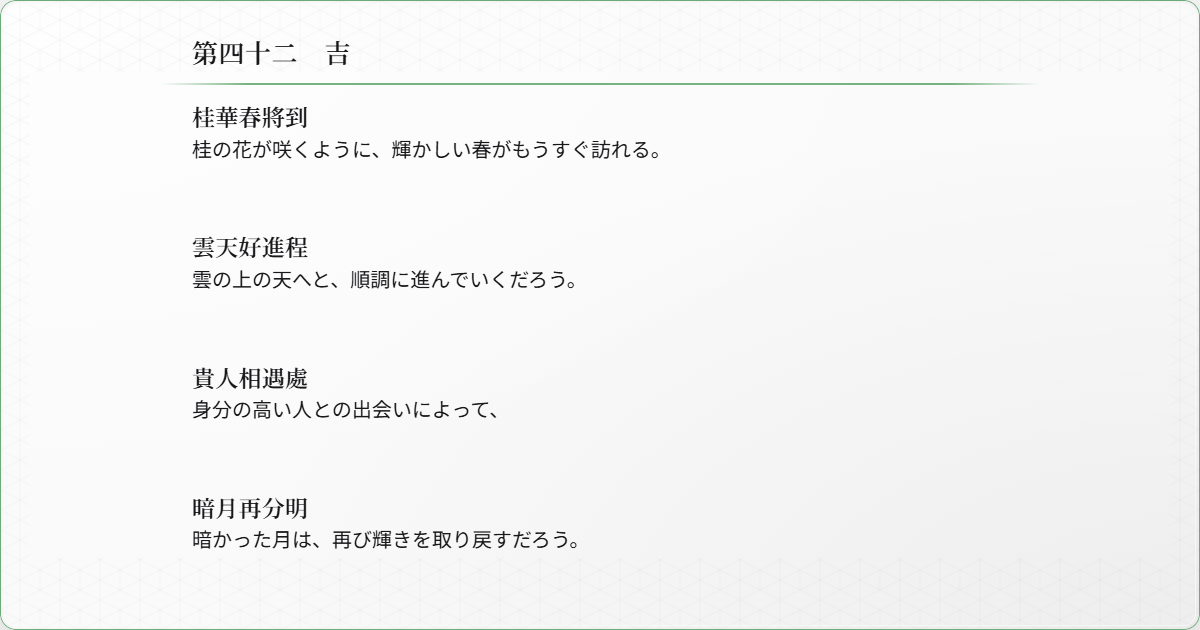 第四十二　吉
桂華春將到
桂の花が咲くように、輝かしい春がもうすぐ訪れる。
雲天好進程
雲の上の天へと、順調に進んでいくだろう。
貴人相遇處
身分の高い人との出会いによって、
暗月再分明
暗かった月は、再び輝きを取り戻すだろう。